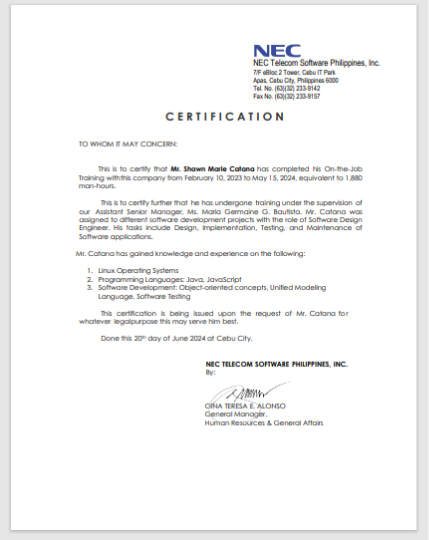 NEC
NEC Telecom Software Philippines, Inc.
7/F eBloc 2 Tower, Cebu IT Park
Apas, Cebu City, Philippines 6000
Tel. No. (63)(32) 233-9142
Fax No. (63)(32) 233-9157
CERTIFICATION
TO WHOM IT MAY CONCERN:
This is to certify that Mr. Shawn Marie Catana has completed his On-the-Job
Training withthis company from February 10, 2023 to May 15, 2024, equivalent to 1,880
man-hours.
This is to certify further that he has undergone training under the supervision of
our Assistant Senior Manager, Ms. Maria Germaine G. Bautista. Mr. Catana was
assigned to different software development projects with the role of Software Design
Engineer. His tasks include Design, Implementation, Testing, and Maintenance of
Software applications.
Mr. Catana has gained knowledge and experience on the following:
1. Linux Operating Systems
2. Programming Languages: Java, JavaScript
3. Software Development: Object-oriented concepts, Unified Modeling
Language, Software Testing
This certification is being issued upon the request of Mr. Catana for
whatever legalpurpose this may serve him best.
Done this 20th day of June 2024 at Cebu City.
NEC TELECOM SOFTWARE PHILIPPINES, INC.
By:
GINA TERESA E. ALONSO
General Manager,
Human Resources & General Affairs